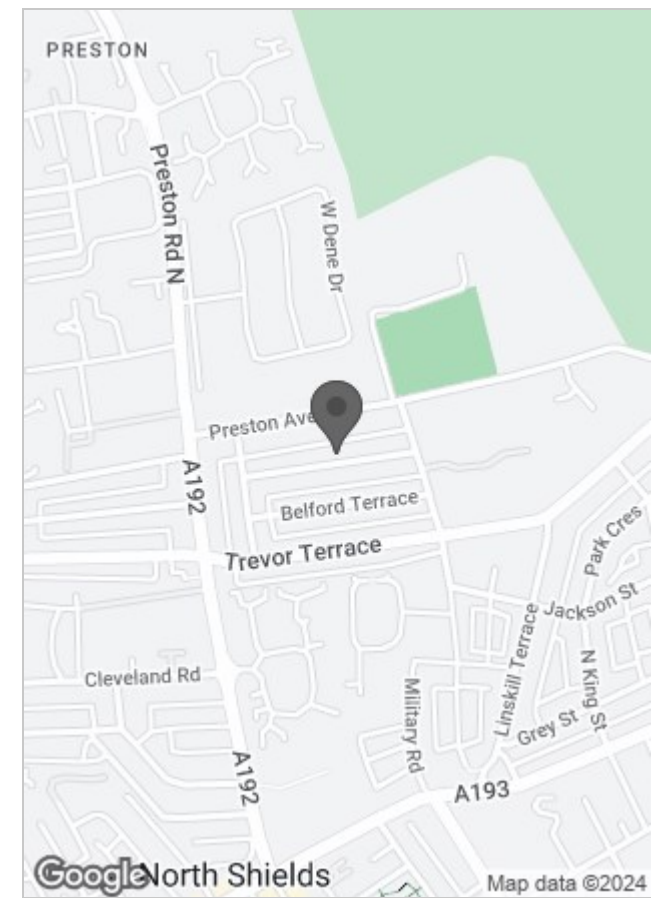 PRESTON
Preston Rd N
W Dene Dr
Preston Ave
A192
Belford Terrace
Trevor Terrace
Park Cres
Jackson St
Linskill Terrace
N King St
Cleveland Rd
Military Rd
Grey St
A192
A193
Google
North Shields
Map data ©2024